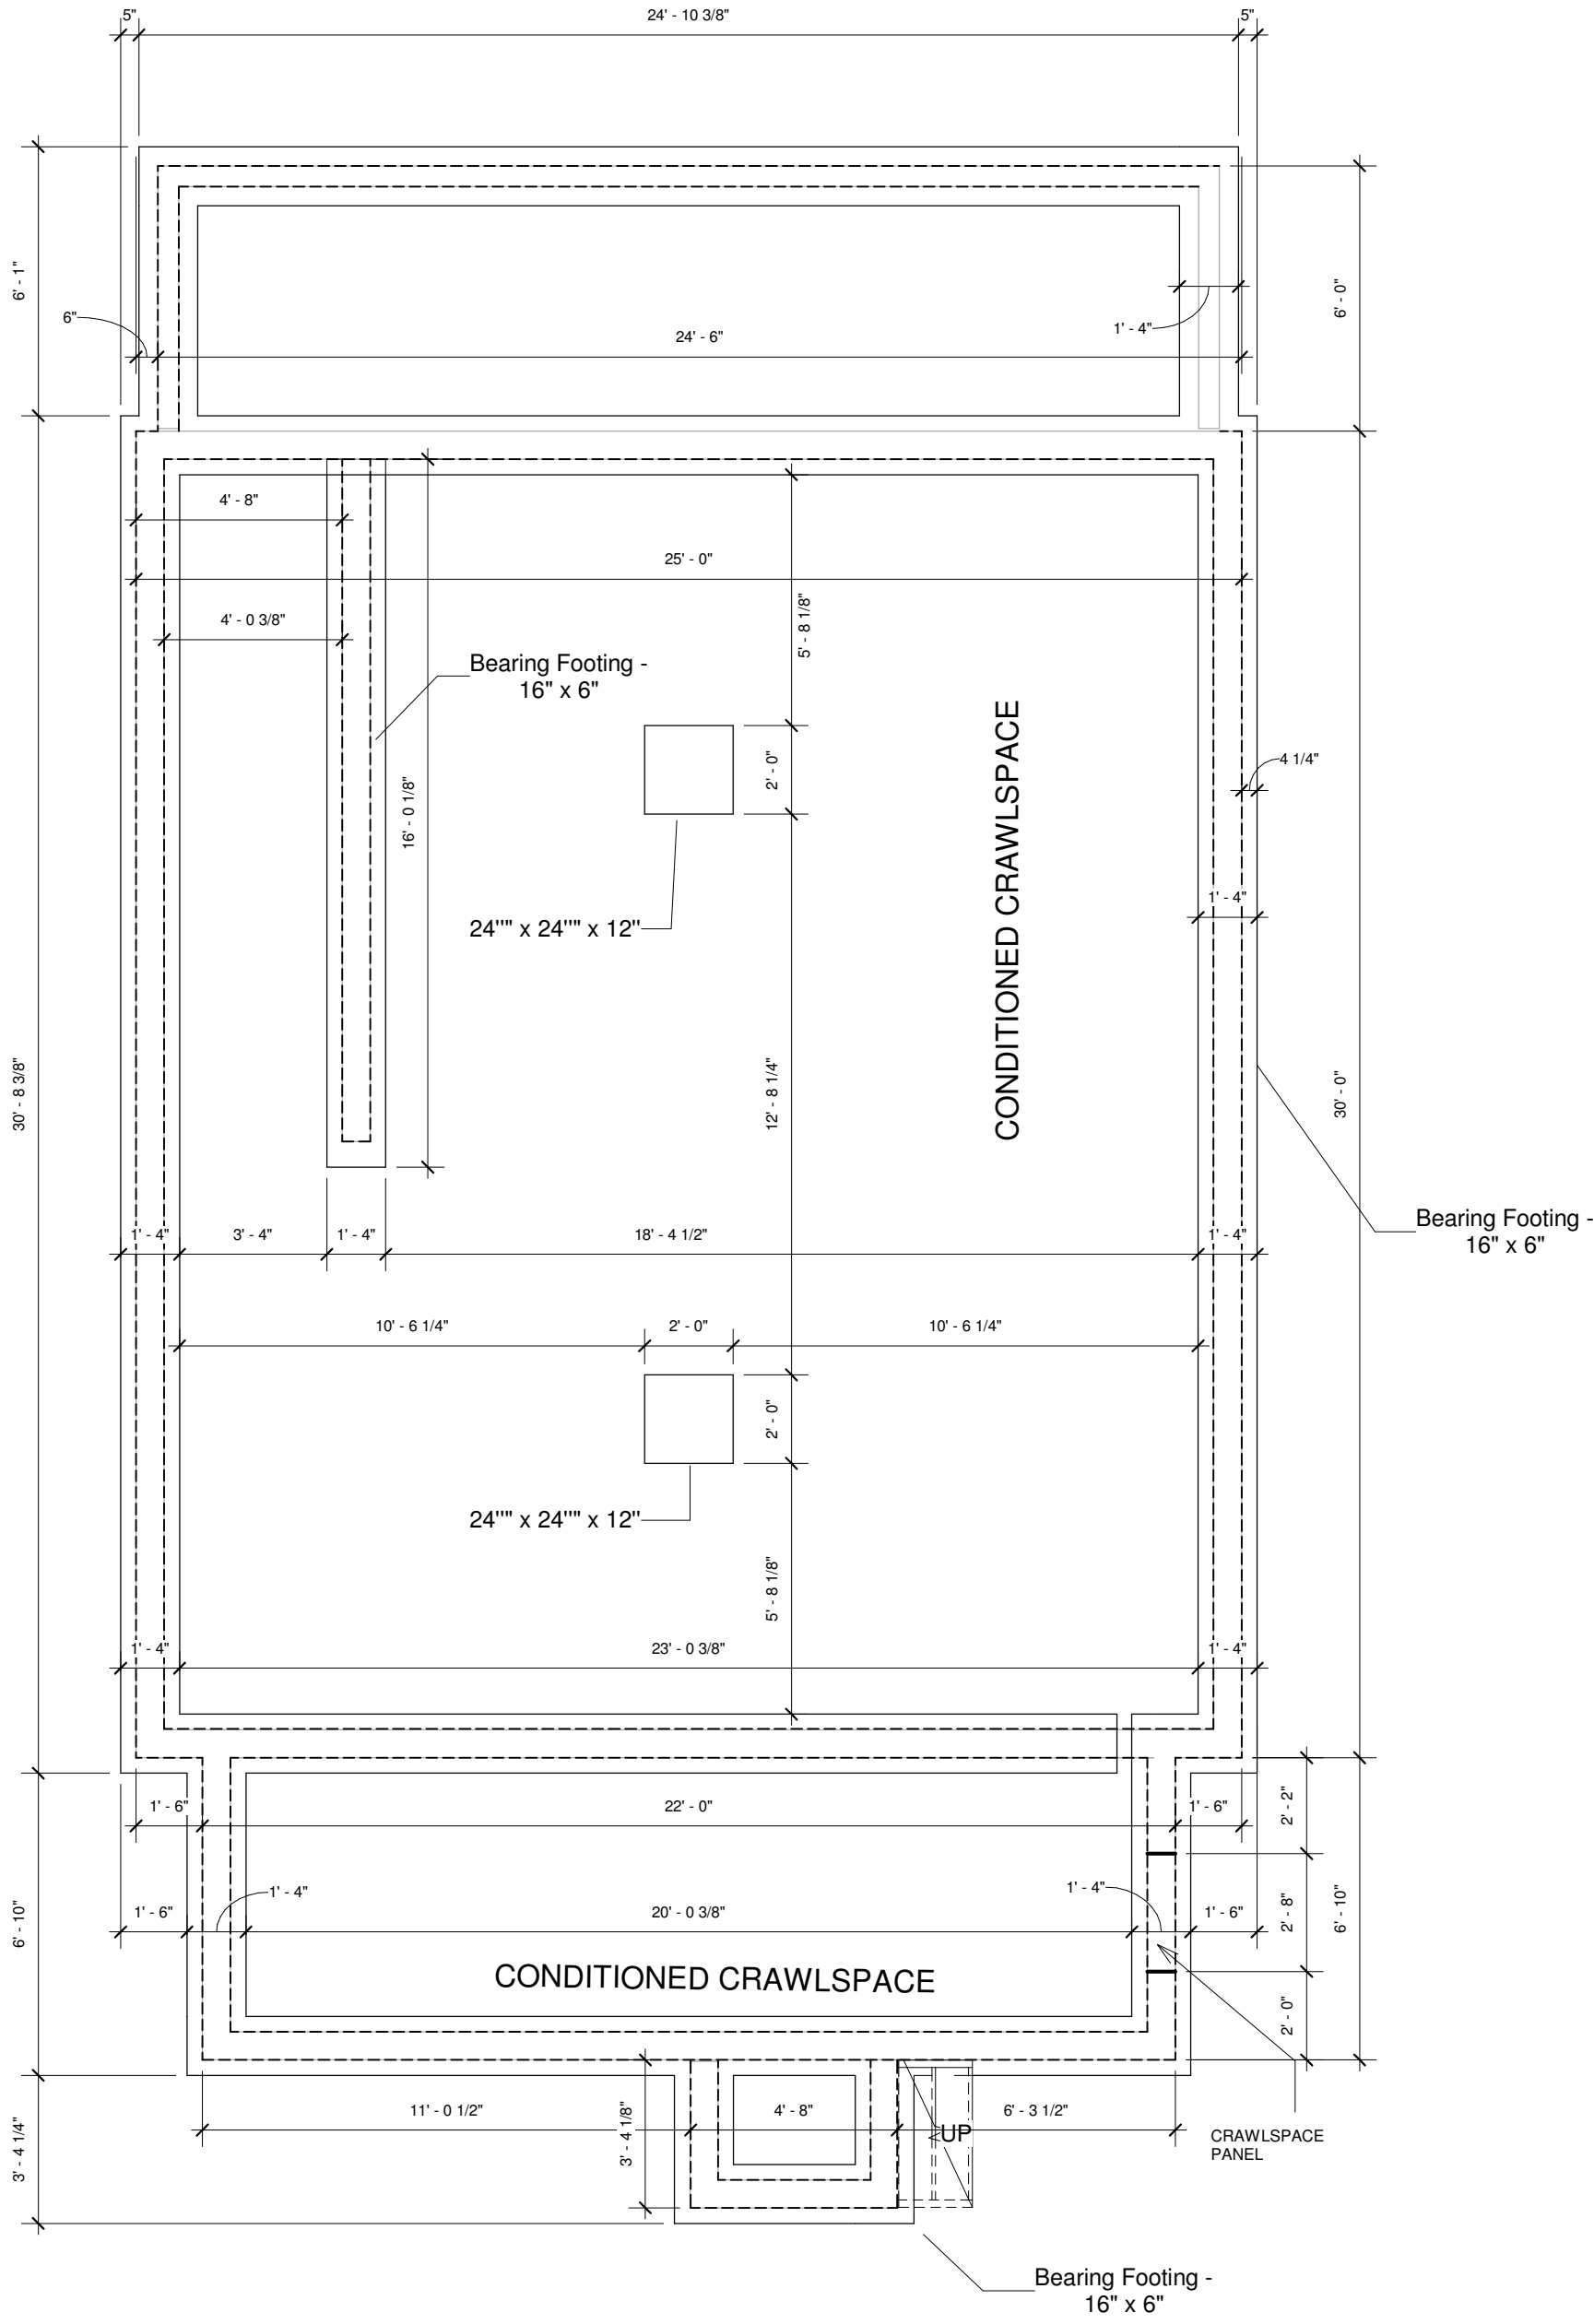 5"
24' - 10 3/8"
5"
6' - 1"
6"
24' - 6"
1' - 4"
6' - 0"
4' - 8"
25' - 0"
4' - 0 3/8"
5' - 8 1/8"
Bearing Footing -
16" x 6"
16' - 0 1/8"
2' - 0"
CONDITIONED CRAWLSPACE
4 1/4"
1' - 4"
24"" x 24"" x 12"
30' - 8 3/8"
12' - 8 1/4"
30' - 0"
Bearing Footing -
16" x 6"
1' - 4"
3' - 4"
1' - 4"
18' - 4 1/2"
1' - 4"
10' - 6 1/4"
2' - 0"
10' - 6 1/4"
2' - 0"
24"" x 24"" x 12"
5' - 8 1/8"
1' - 4"
23' - 0 3/8"
1' - 4"
1' - 6"
22' - 0"
1' - 6"
2' - 2"
6' - 10"
1' - 6"
1' - 4"
20' - 0 3/8"
1' - 4"
1' - 6"
2' - 8"
6' - 10"
CONDITIONED CRAWLSPACE
2' - 0"
3' - 4 1/4"
11' - 0 1/2"
3' - 4 1/8"
4' - 8"
UP
6' - 3 1/2"
CRAWLSPACE
PANEL
Bearing Footing -
16" x 6"